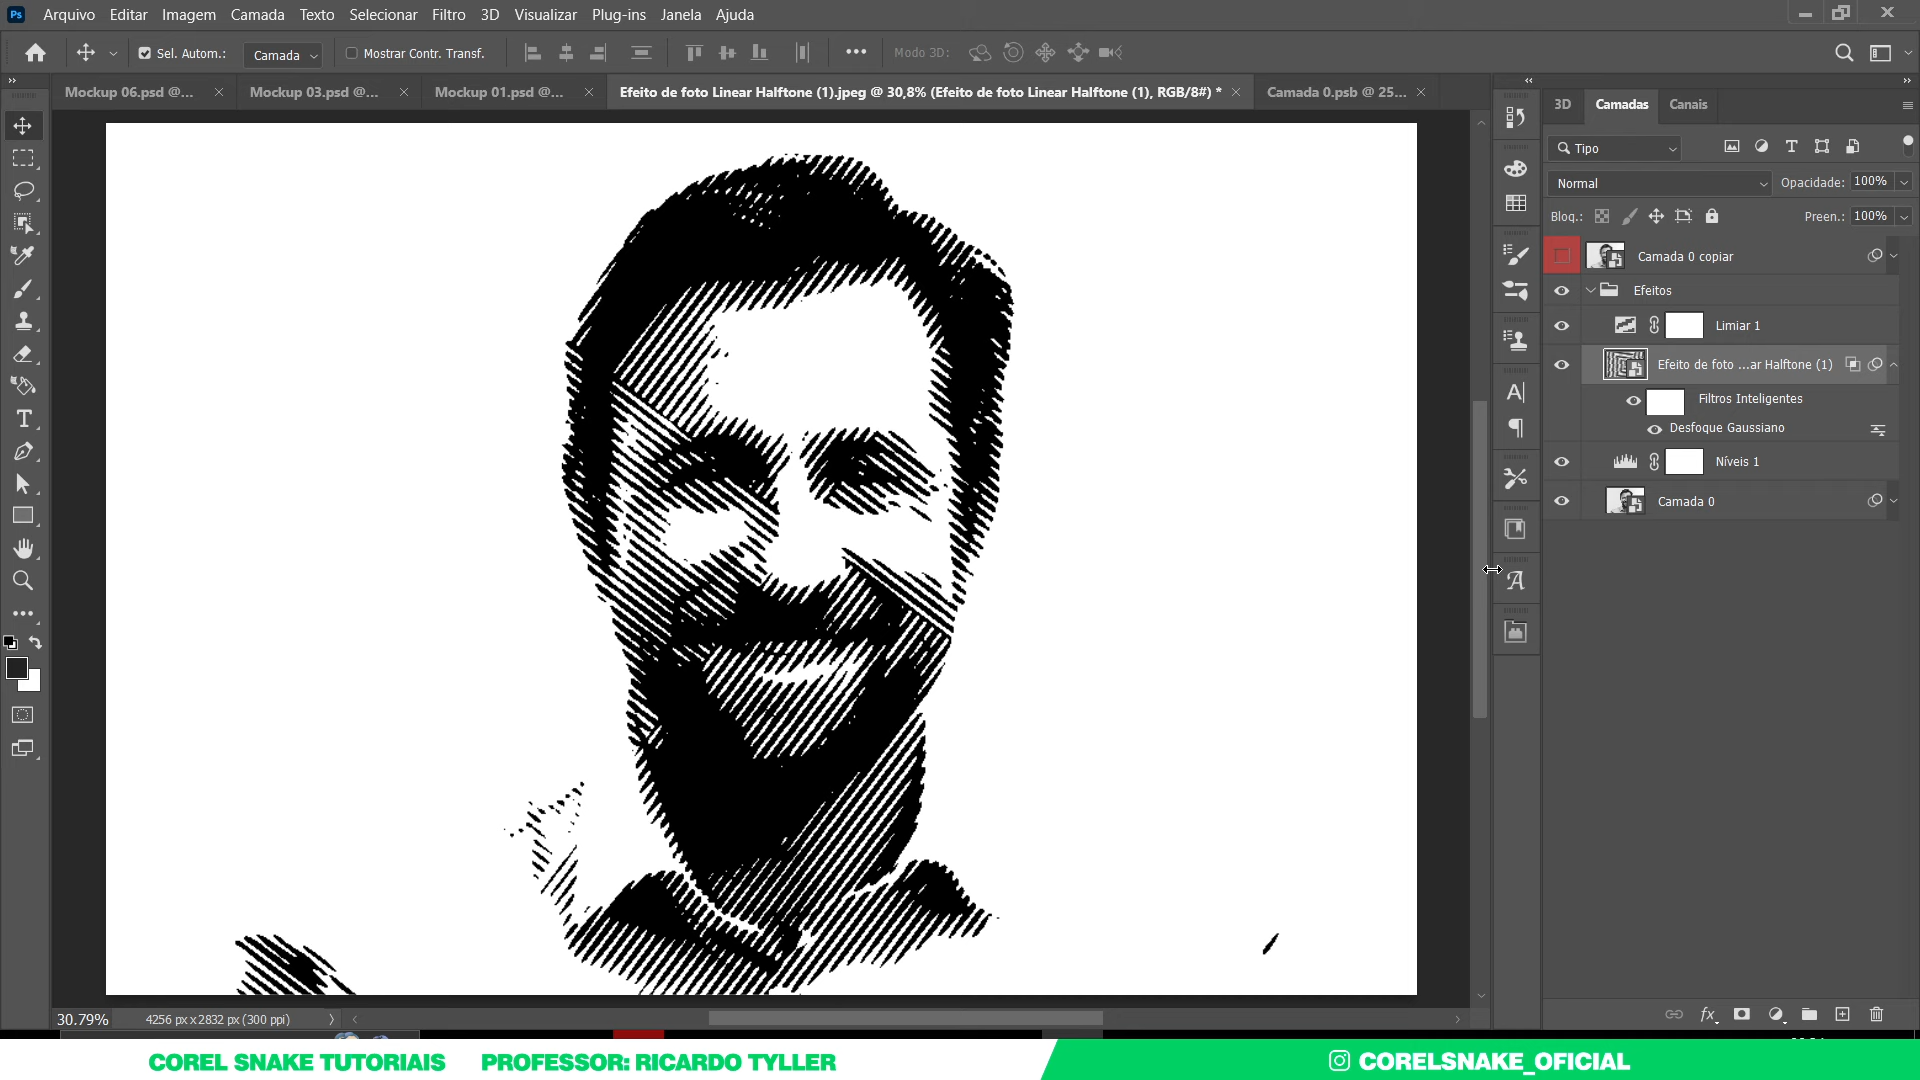 Ps Arquivo Editar Imagem Camada Texto Selecionar Filtro 3D Visualizar Plug-ins Janela Ajuda
Sel. Autom.: Camada Mostrar Contr. Transf. Modo 3D:
Mockup 06.psd @... Mockup 03.psd @... Mockup 01.psd @... Efeito de foto Linear Halftone (1).jpeg @ 30,8% (Efeito de foto Linear Halftone (1), RGB/8#) * Camada 0.psb @ 25...
3D Camadas Canais
Tipo
Normal Opacidade: 100%
Bloq.: Preen.: 100%
Camada 0 copiar
Efeitos
Limiar 1
Efeito de foto ...ar Halftone (1)
Filtros Inteligentes
Desfoque Gaussiano
Níveis 1
Camada 0
30.79% 4256 px x 2832 px (300 ppi)
COREL SNAKE TUTORIAIS PROFESSOR: RICARDO TYLLER CORELSNAKE_OFICIAL